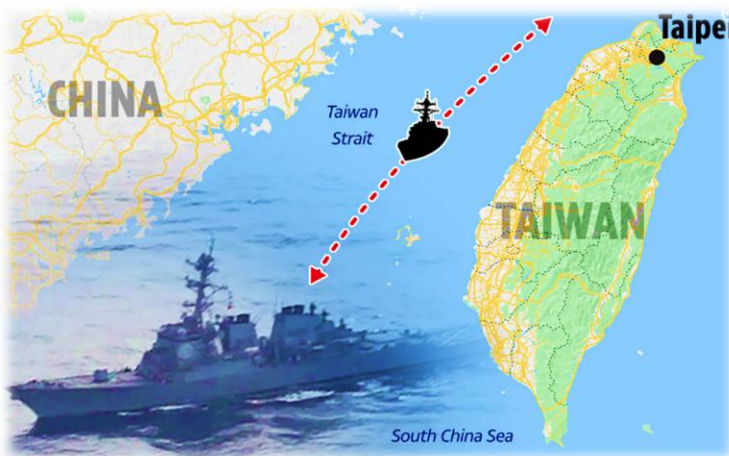 Taipei
CHINA
Taiwan
Strait
TAIWAN
South China Sea